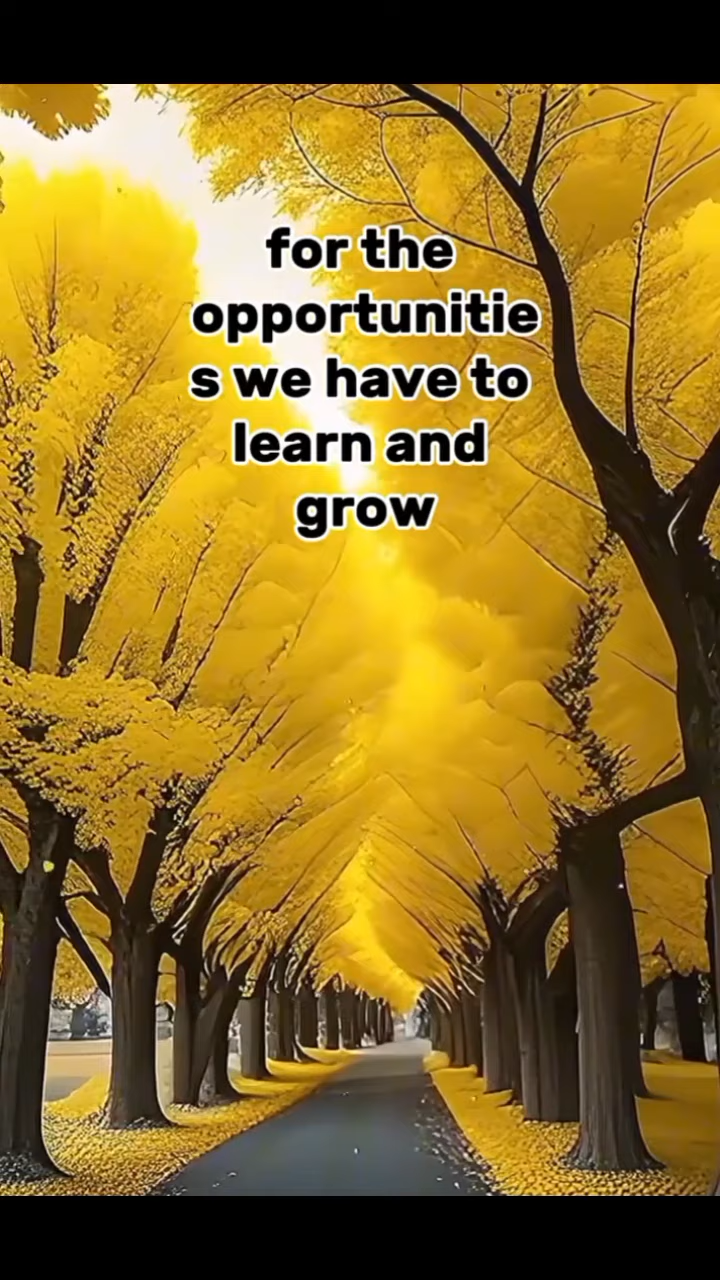 for the
opportunitie
s we have to
learn and
grow